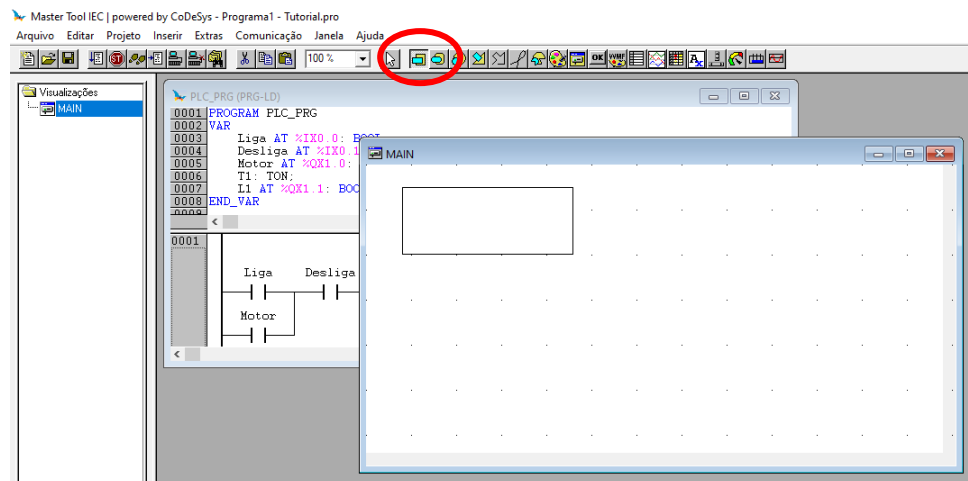 Master Tool IEC | powered by CoDeSys - Programa1 - Tutorial.pro
Arquivo Editar Projeto Inserir Extras Comunicação Janela Ajuda
100 %
OK
Visualizações
MAIN
PLC_PRG (PRG-LD)
0001 PROGRAM PLC_PRG
0002 VAR
0003 Liga AT %IX0.0: BOOL
0004 Desliga AT %IX0.1
0005 Motor AT %QX1.0:
0006 T1: TON;
0007 L1 AT %QX1.1: BOO
0008 END_VAR
0009
MAIN
0001
Liga Desliga
Motor